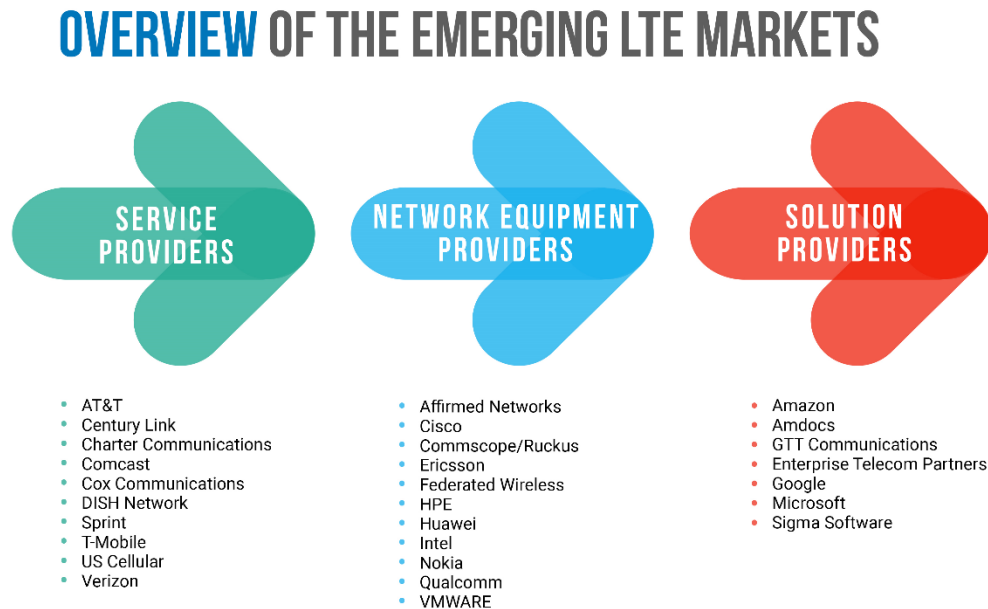 OVERVIEW OF THE EMERGING LTE MARKETS
SERVICE
PROVIDERS
AT&T
Century Link
Charter Communications
Comcast
Cox Communications
DISH Network
Sprint
T-Mobile
US Cellular
Verizon
NETWORK EQUIPMENT
PROVIDERS
Affirmed Networks
Cisco
Commscope/Ruckus
Ericsson
Federated Wireless
HPE
Huawei
Intel
Nokia
Qualcomm
VMWARE
SOLUTION
PROVIDERS
Amazon
Amdocs
GTT Communications
Enterprise Telecom Partners
Google
Microsoft
Sigma Software